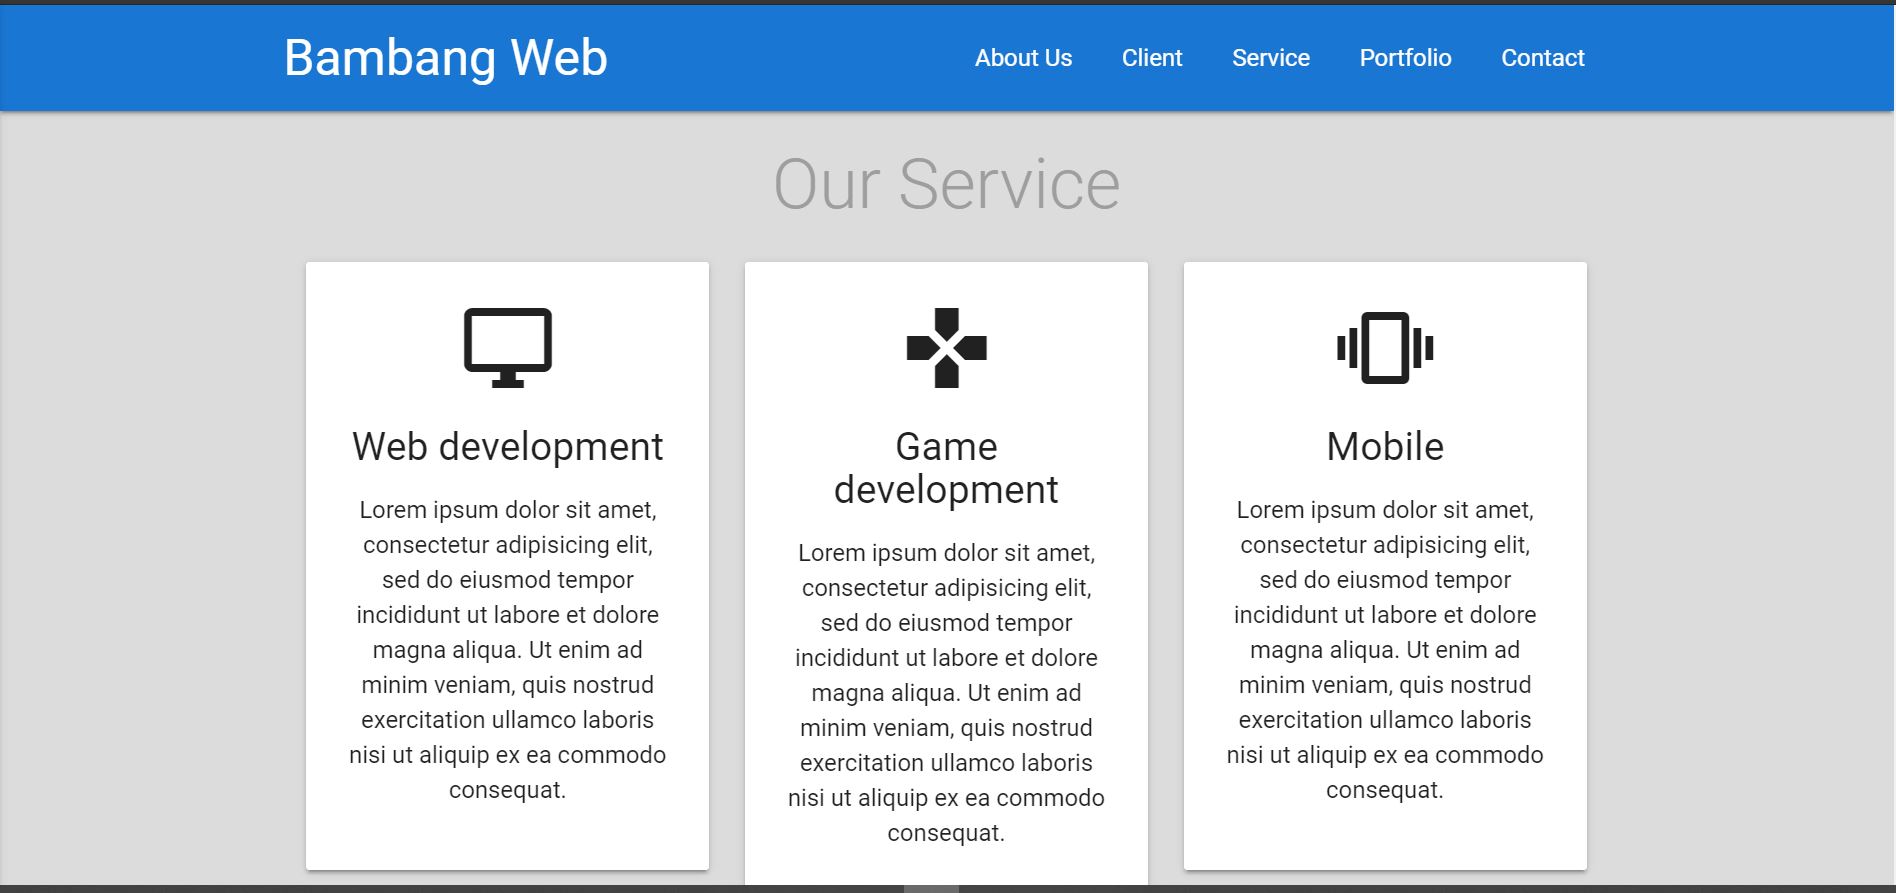 Bambang Web
About Us
Client
Service
Portfolio
Contact
Our Service
Web development
Lorem ipsum dolor sit amet,
consectetur adipisicing elit,
sed do eiusmod tempor
incididunt ut labore et dolore
magna aliqua. Ut enim ad
minim veniam, quis nostrud
exercitation ullamco laboris
nisi ut aliquip ex ea commodo
consequat.
Game
development
Lorem ipsum dolor sit amet,
consectetur adipisicing elit,
sed do eiusmod tempor
incididunt ut labore et dolore
magna aliqua. Ut enim ad
minim veniam, quis nostrud
exercitation ullamco laboris
nisi ut aliquip ex ea commodo
consequat.
Mobile
Lorem ipsum dolor sit amet,
consectetur adipisicing elit,
sed do eiusmod tempor
incididunt ut labore et dolore
magna aliqua. Ut enim ad
minim veniam, quis nostrud
exercitation ullamco laboris
nisi ut aliquip ex ea commodo
consequat.